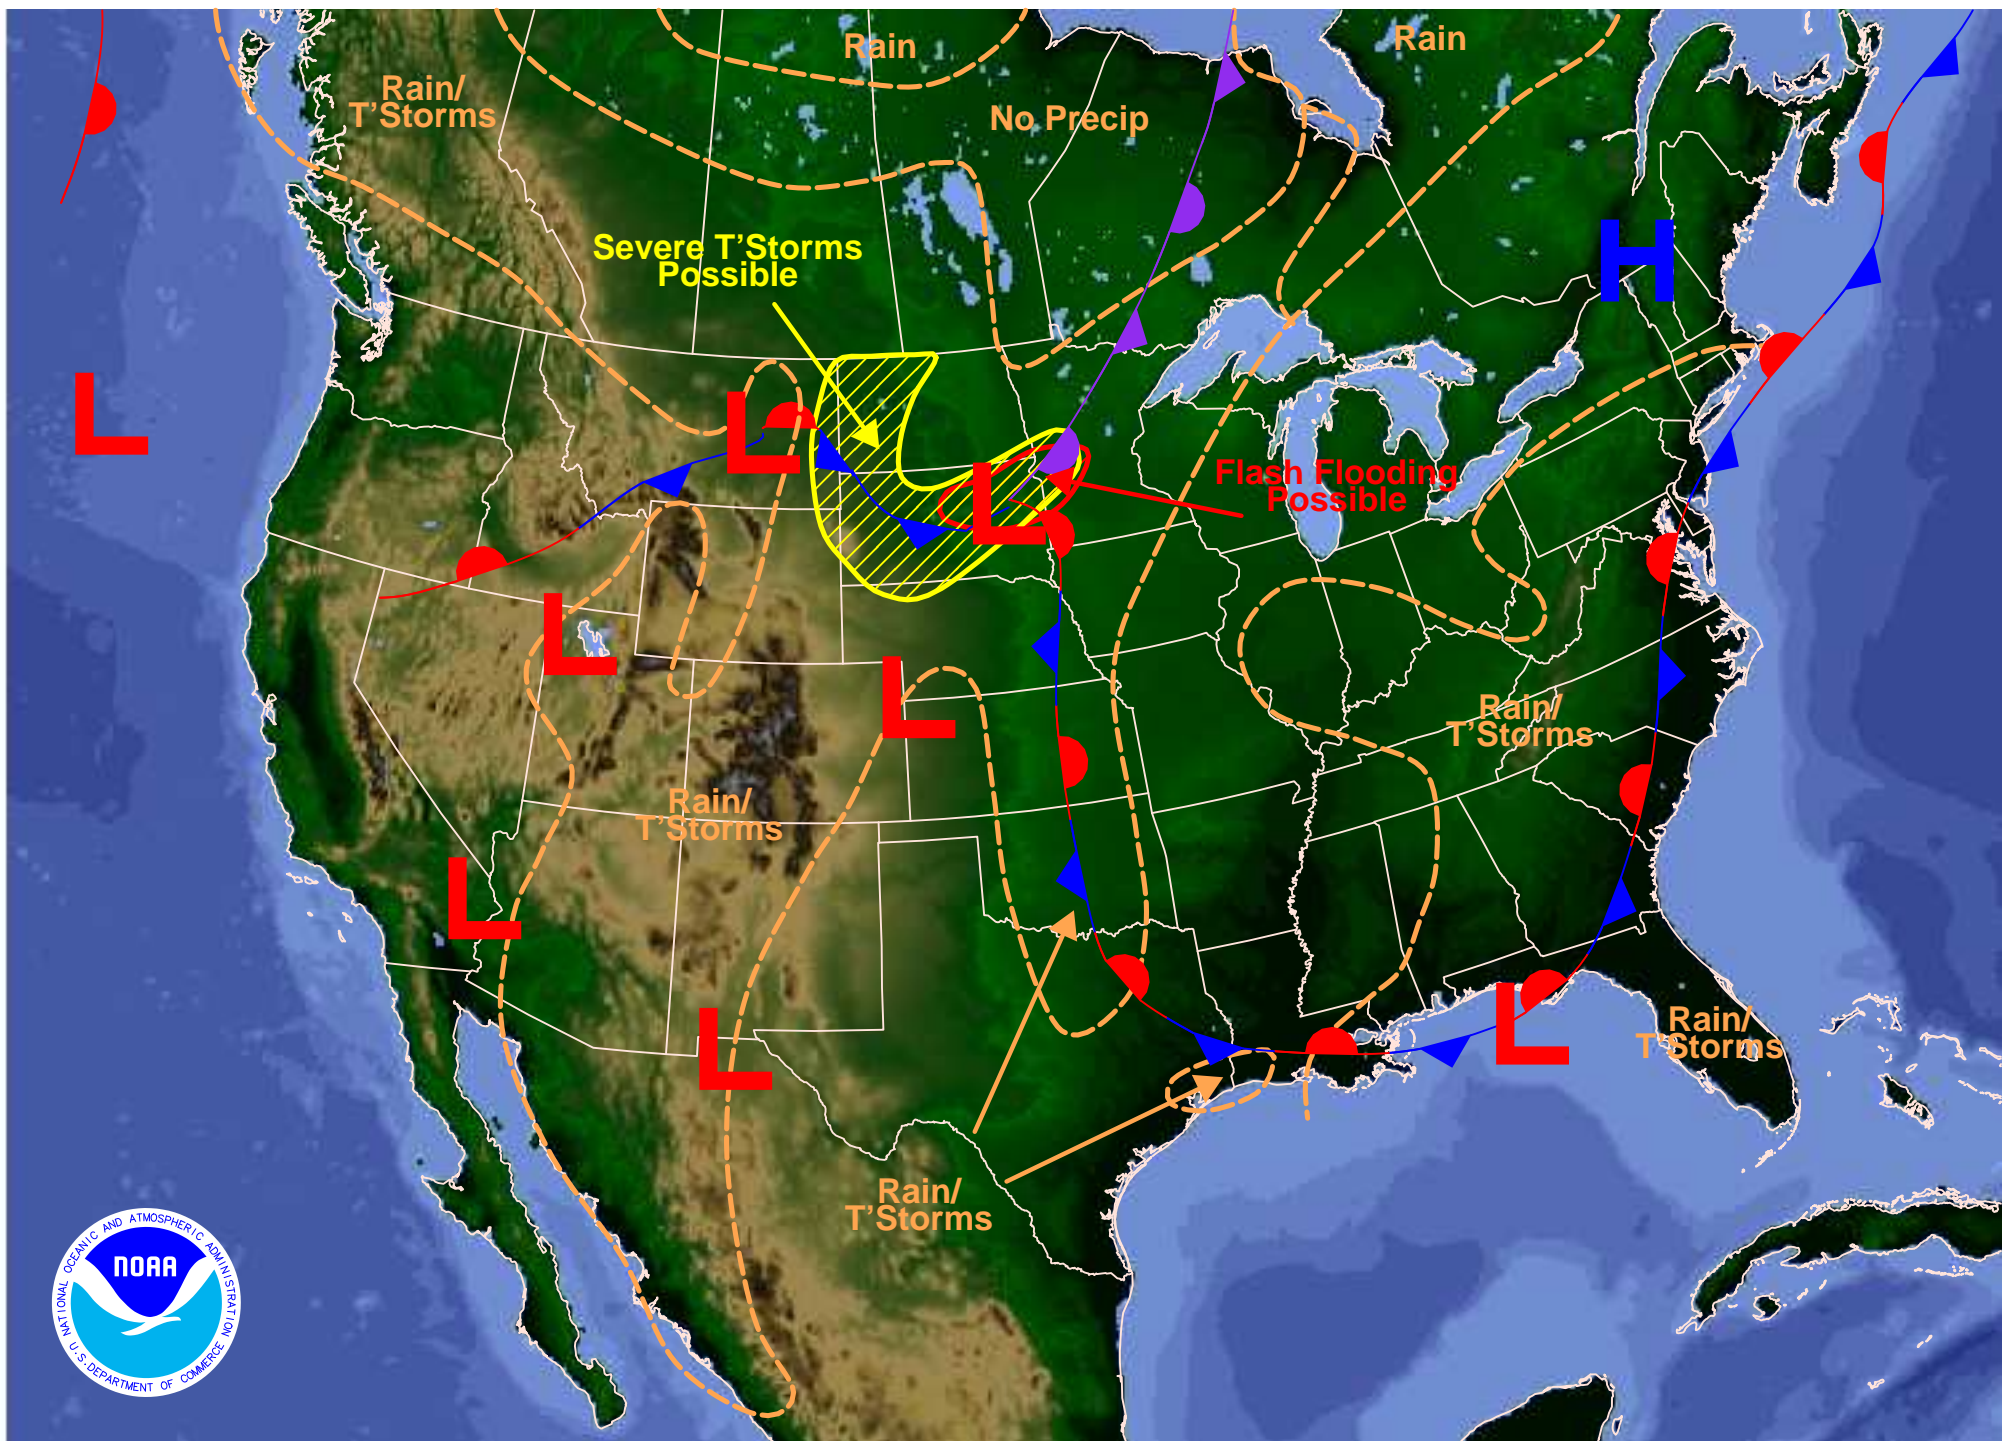 Rain
Rain
Rain/
T'Storms
No Precip
Severe T'Storms
Possible
H
L
L
L
Flash Flooding
Possible
L
L
Rain/
T'Storms
Rain/
T'Storms
L
L
L
Rain/
T'Storms
Rain/
T'Storms
NATIONAL OCEANIC AND ATMOSPHERIC ADMINISTRATION
NOAA
U.S. DEPARTMENT OF COMMERCE